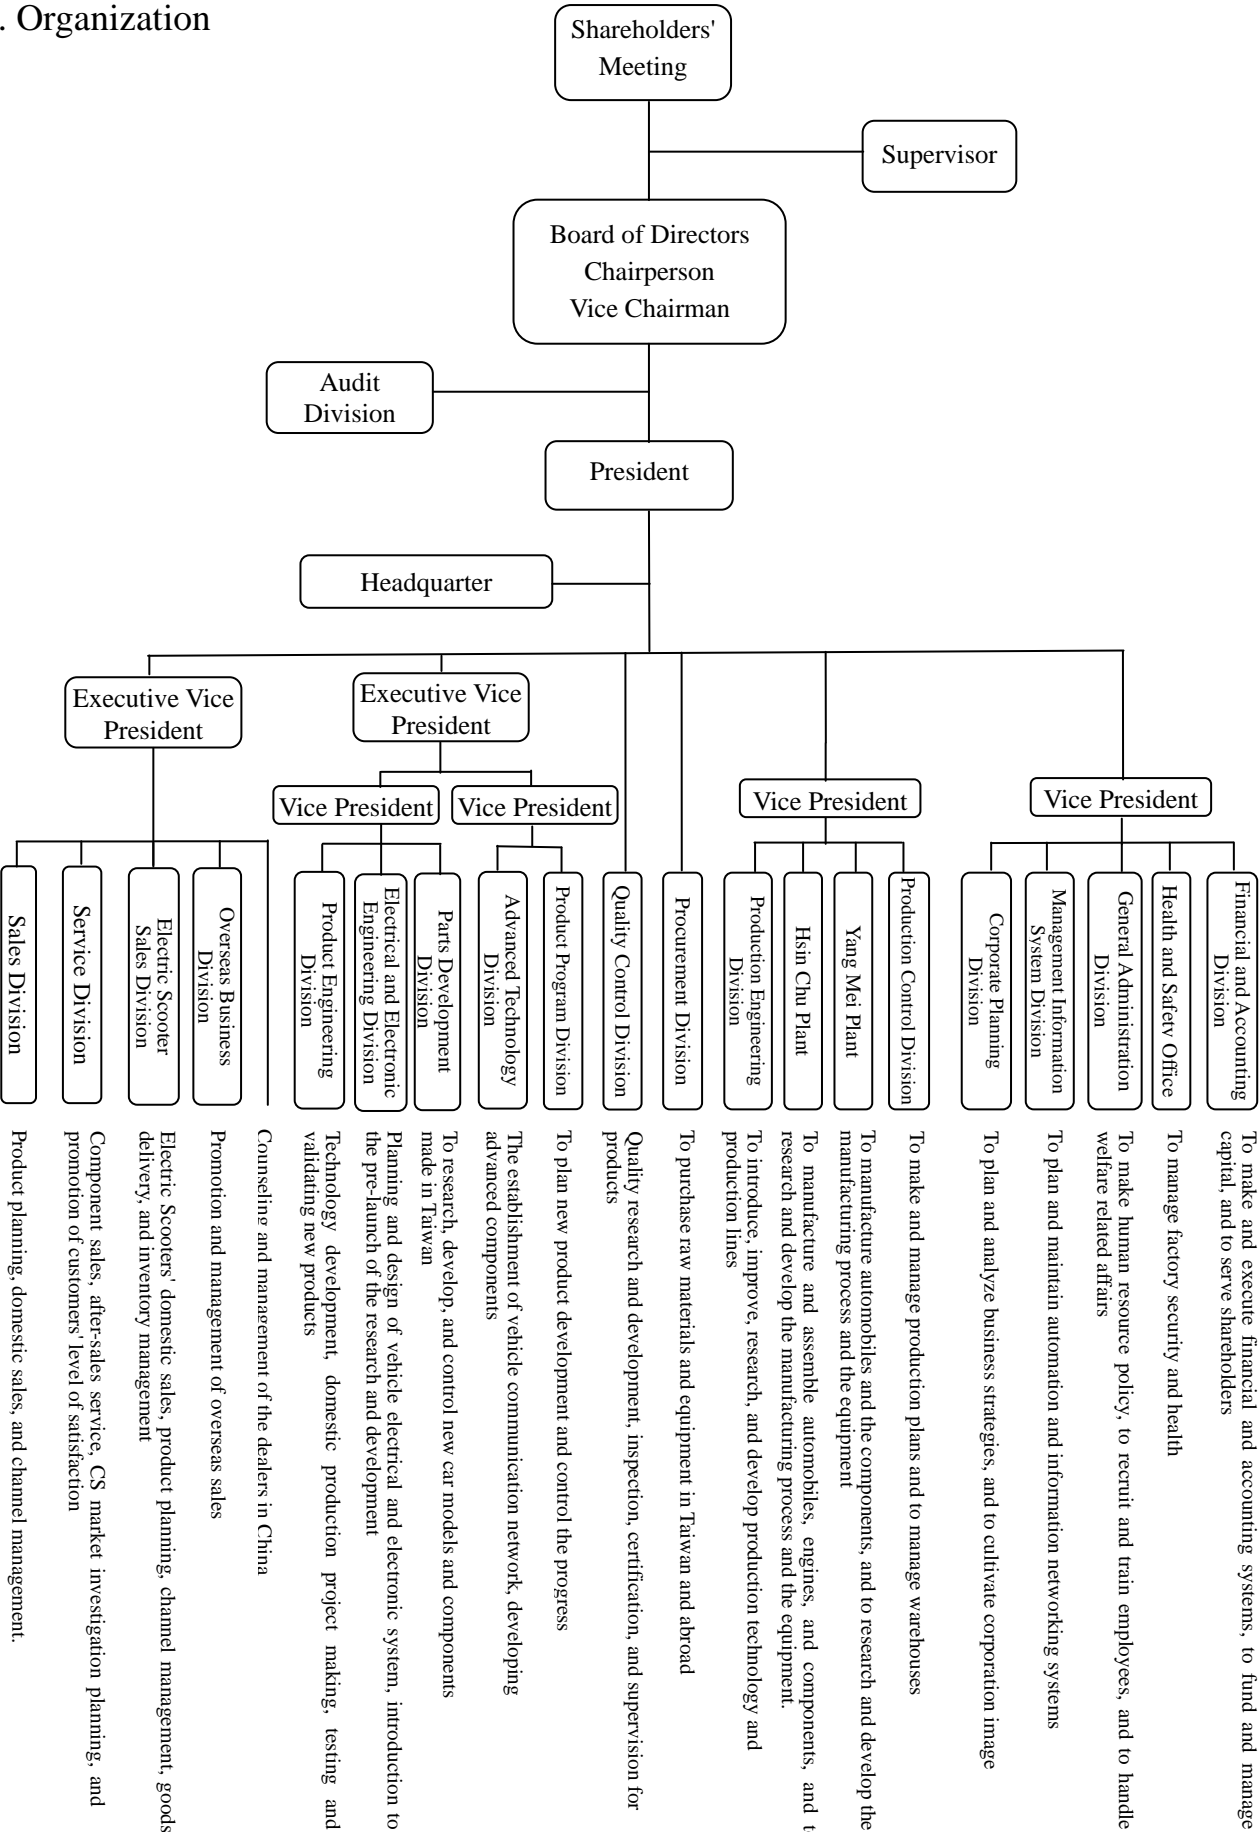 . Organization
Shareholders'
Meeting
Supervisor
Board of Directors
Chairperson
Vice Chairman
Audit
Division
President
Headquarter
Executive Vice
President
Executive Vice
President
Vice President
Vice President
Vice President
Vice President
Sales Division
Service Division
Electric Scooter
Sales Division
Overseas Business
Division
Product Engineering
Division
Electrical and Electronic
Engineering Division
Parts Development
Division
Advanced Technology
Division
Product Program Division
Quality Control Division
Procurement Division
Production Engineering
Division
Hsin Chu Plant
Yang Mei Plant
Production Control Division
Corporate Planning
Division
Management Information
System Division
General Administration
Division
Health and Safety Office
Financial and Accounting
Division
Product planning, domestic sales, and channel management.
Component sales, after-sales service, CS market investigation planning, and
promotion of customers' level of satisfaction
Electric Scooters' domestic sales, product planning, channel management, goods
delivery, and inventory management
Promotion and management of overseas sales
Counseling and management of the dealers in China
Technology development, domestic production project making, testing and
validating new products
Planning and design of vehicle electrical and electronic system, introduction to
the pre-launch of the research and development
To research, develop, and control new car models and components
made in Taiwan
The establishment of vehicle communication network, developing
advanced components
To plan new product development and control the progress
Quality research and development, inspection, certification, and supervision for
products
To purchase raw materials and equipment in Taiwan and abroad
To introduce, improve, research, and develop production technology and
production lines
To manufacture and assemble automobiles, engines, and components, and t
research and develop the manufacturing process and the equipment.
To manufacture automobiles and the components, and to research and develop the
manufacturing process and the equipment
To make and manage production plans and to manage warehouses
To plan and analyze business strategies, and to cultivate corporation image
To plan and maintain automation and information networking systems
To make human resource policy, to recruit and train employees, and to handle
welfare related affairs
To manage factory security and health
To make and execute financial and accounting systems, to fund and manage
capital, and to serve shareholders